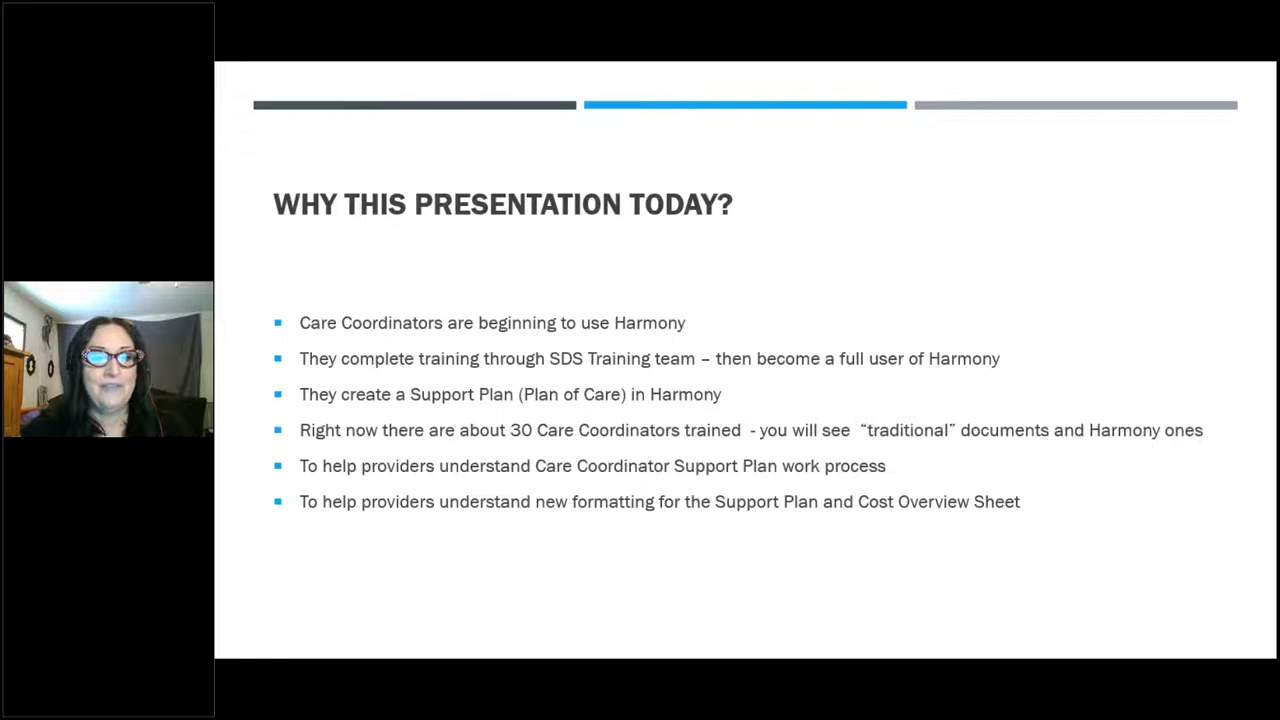 WHY THIS PRESENTATION TODAY?
Care Coordinators are beginning to use Harmony
They complete training through SDS Training team – then become a full user of Harmony
They create a Support Plan (Plan of Care) in Harmony
Right now there are about 30 Care Coordinators trained - you will see “traditional” documents and Harmony ones
To help providers understand Care Coordinator Support Plan work process
To help providers understand new formatting for the Support Plan and Cost Overview Sheet